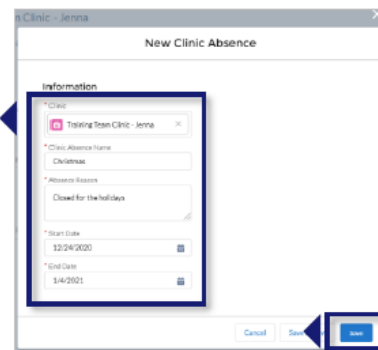 n Clinic - Jenna
New Clinic Absence
Information
* Clinic
Training Team Clinic - Jenna
* Clinic Absence Name
Christmas
* Absence Reason
Closed for the holidays
* Start Date
12/24/2020
* End Date
1/4/2021
Cancel
Save
Save